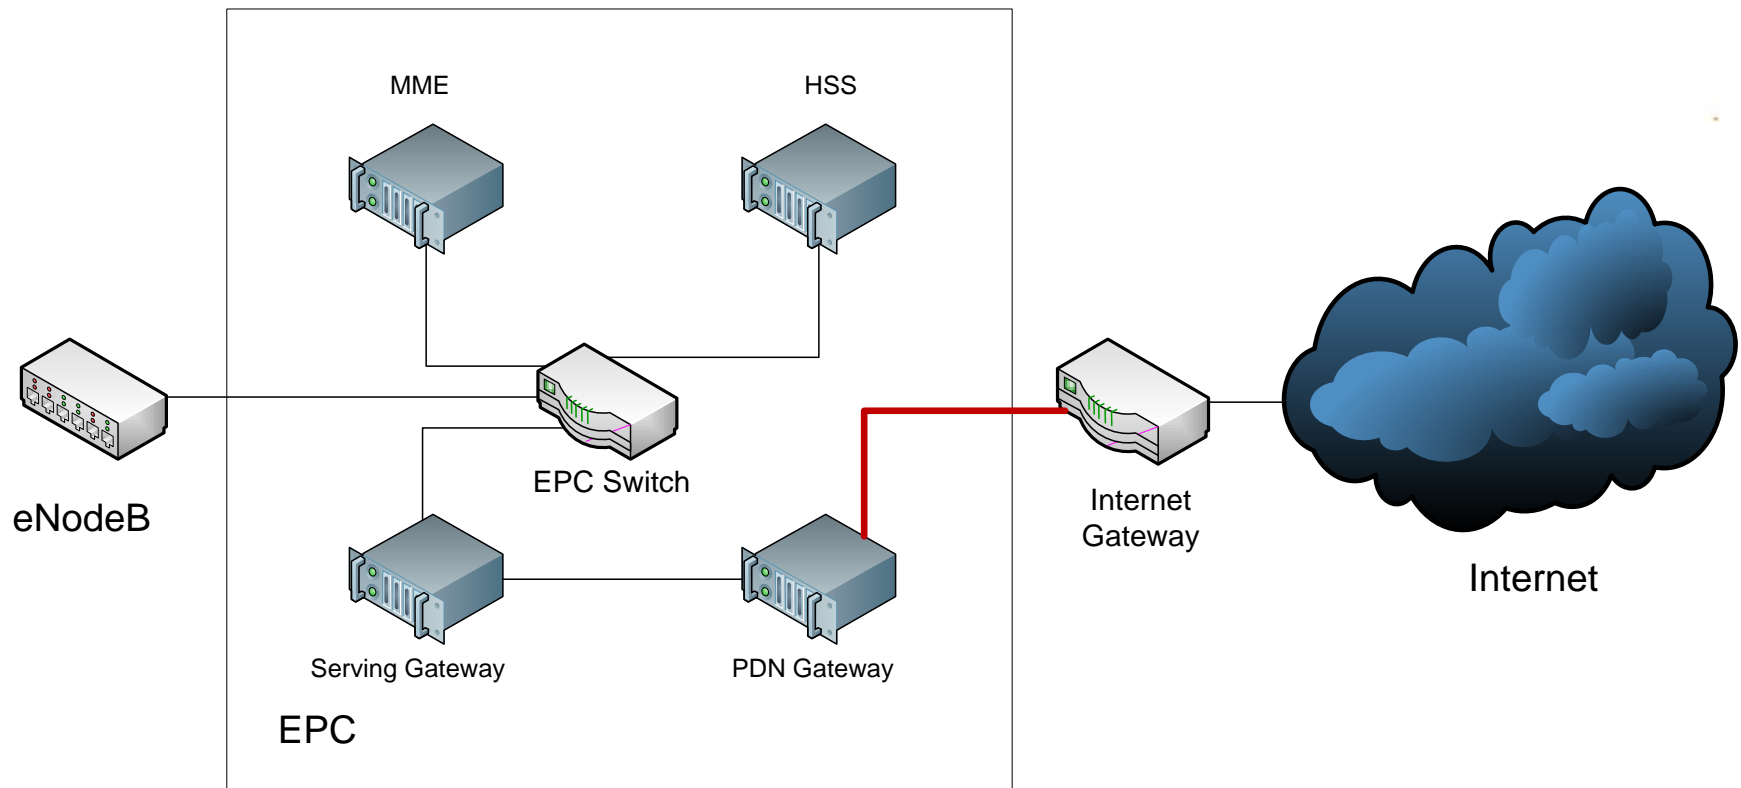 MME
HSS
EPC Switch
eNodeB
Internet
Gateway
Internet
Serving Gateway
PDN Gateway
EPC